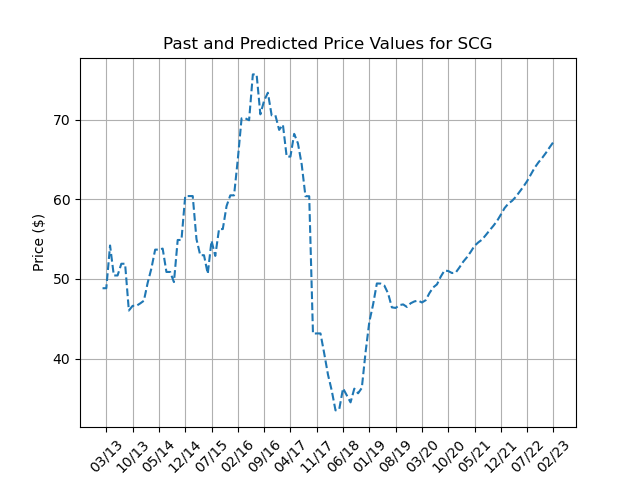 Past and Predicted Price Values for SCG
Price ($)
70
60
50
40
03/13 10/13 05/14 12/14 07/15 02/16 09/16 04/17 11/17 06/18 01/19 08/19 03/20 10/20 05/21 12/21 07/22 02/23